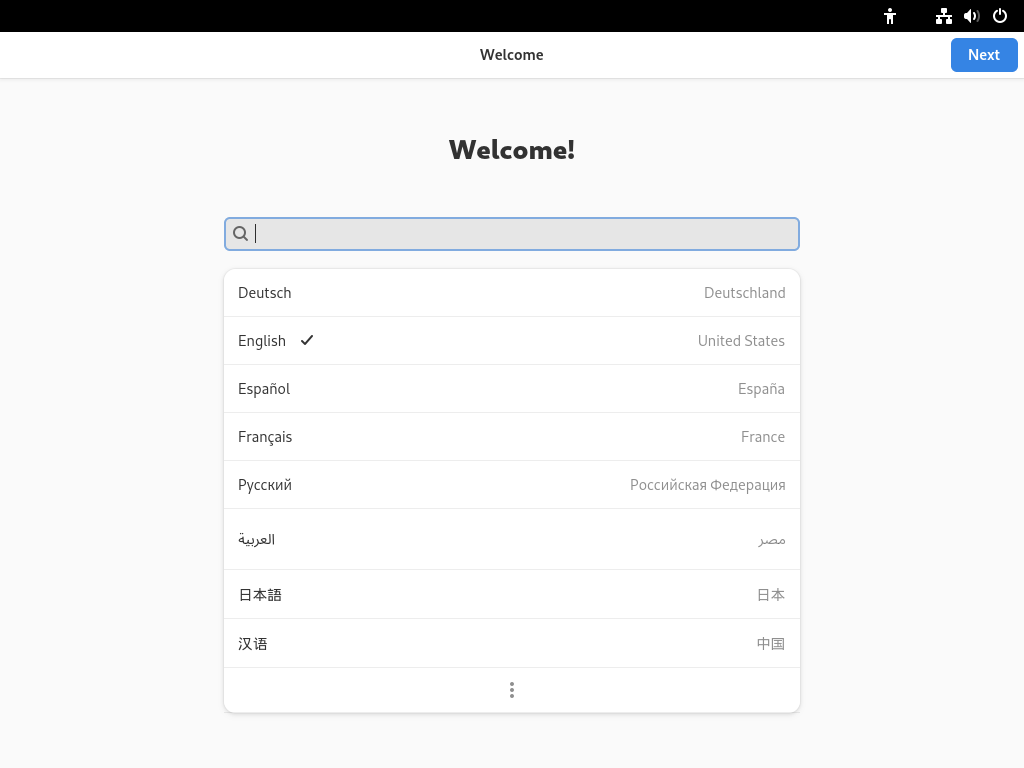 Welcome
Next
Welcome!
Deutsch Deutschland
English United States
Español España
Français France
Русский Российская Федерация
العربية مصر
日本語 日本
汉语 中国